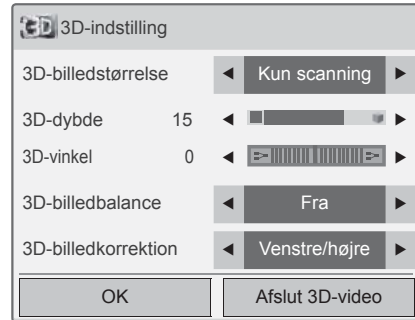 3D 3D-indstilling
3D-billedstørrelse ◄ Kun scanning ►
3D-dybde 15 ◄ ►
3D-vinkel 0 ◄ ►
3D-billedbalance ◄ Fra ►
3D-billedkorrektion ◄ Venstre/højre ►
OK Afslut 3D-video